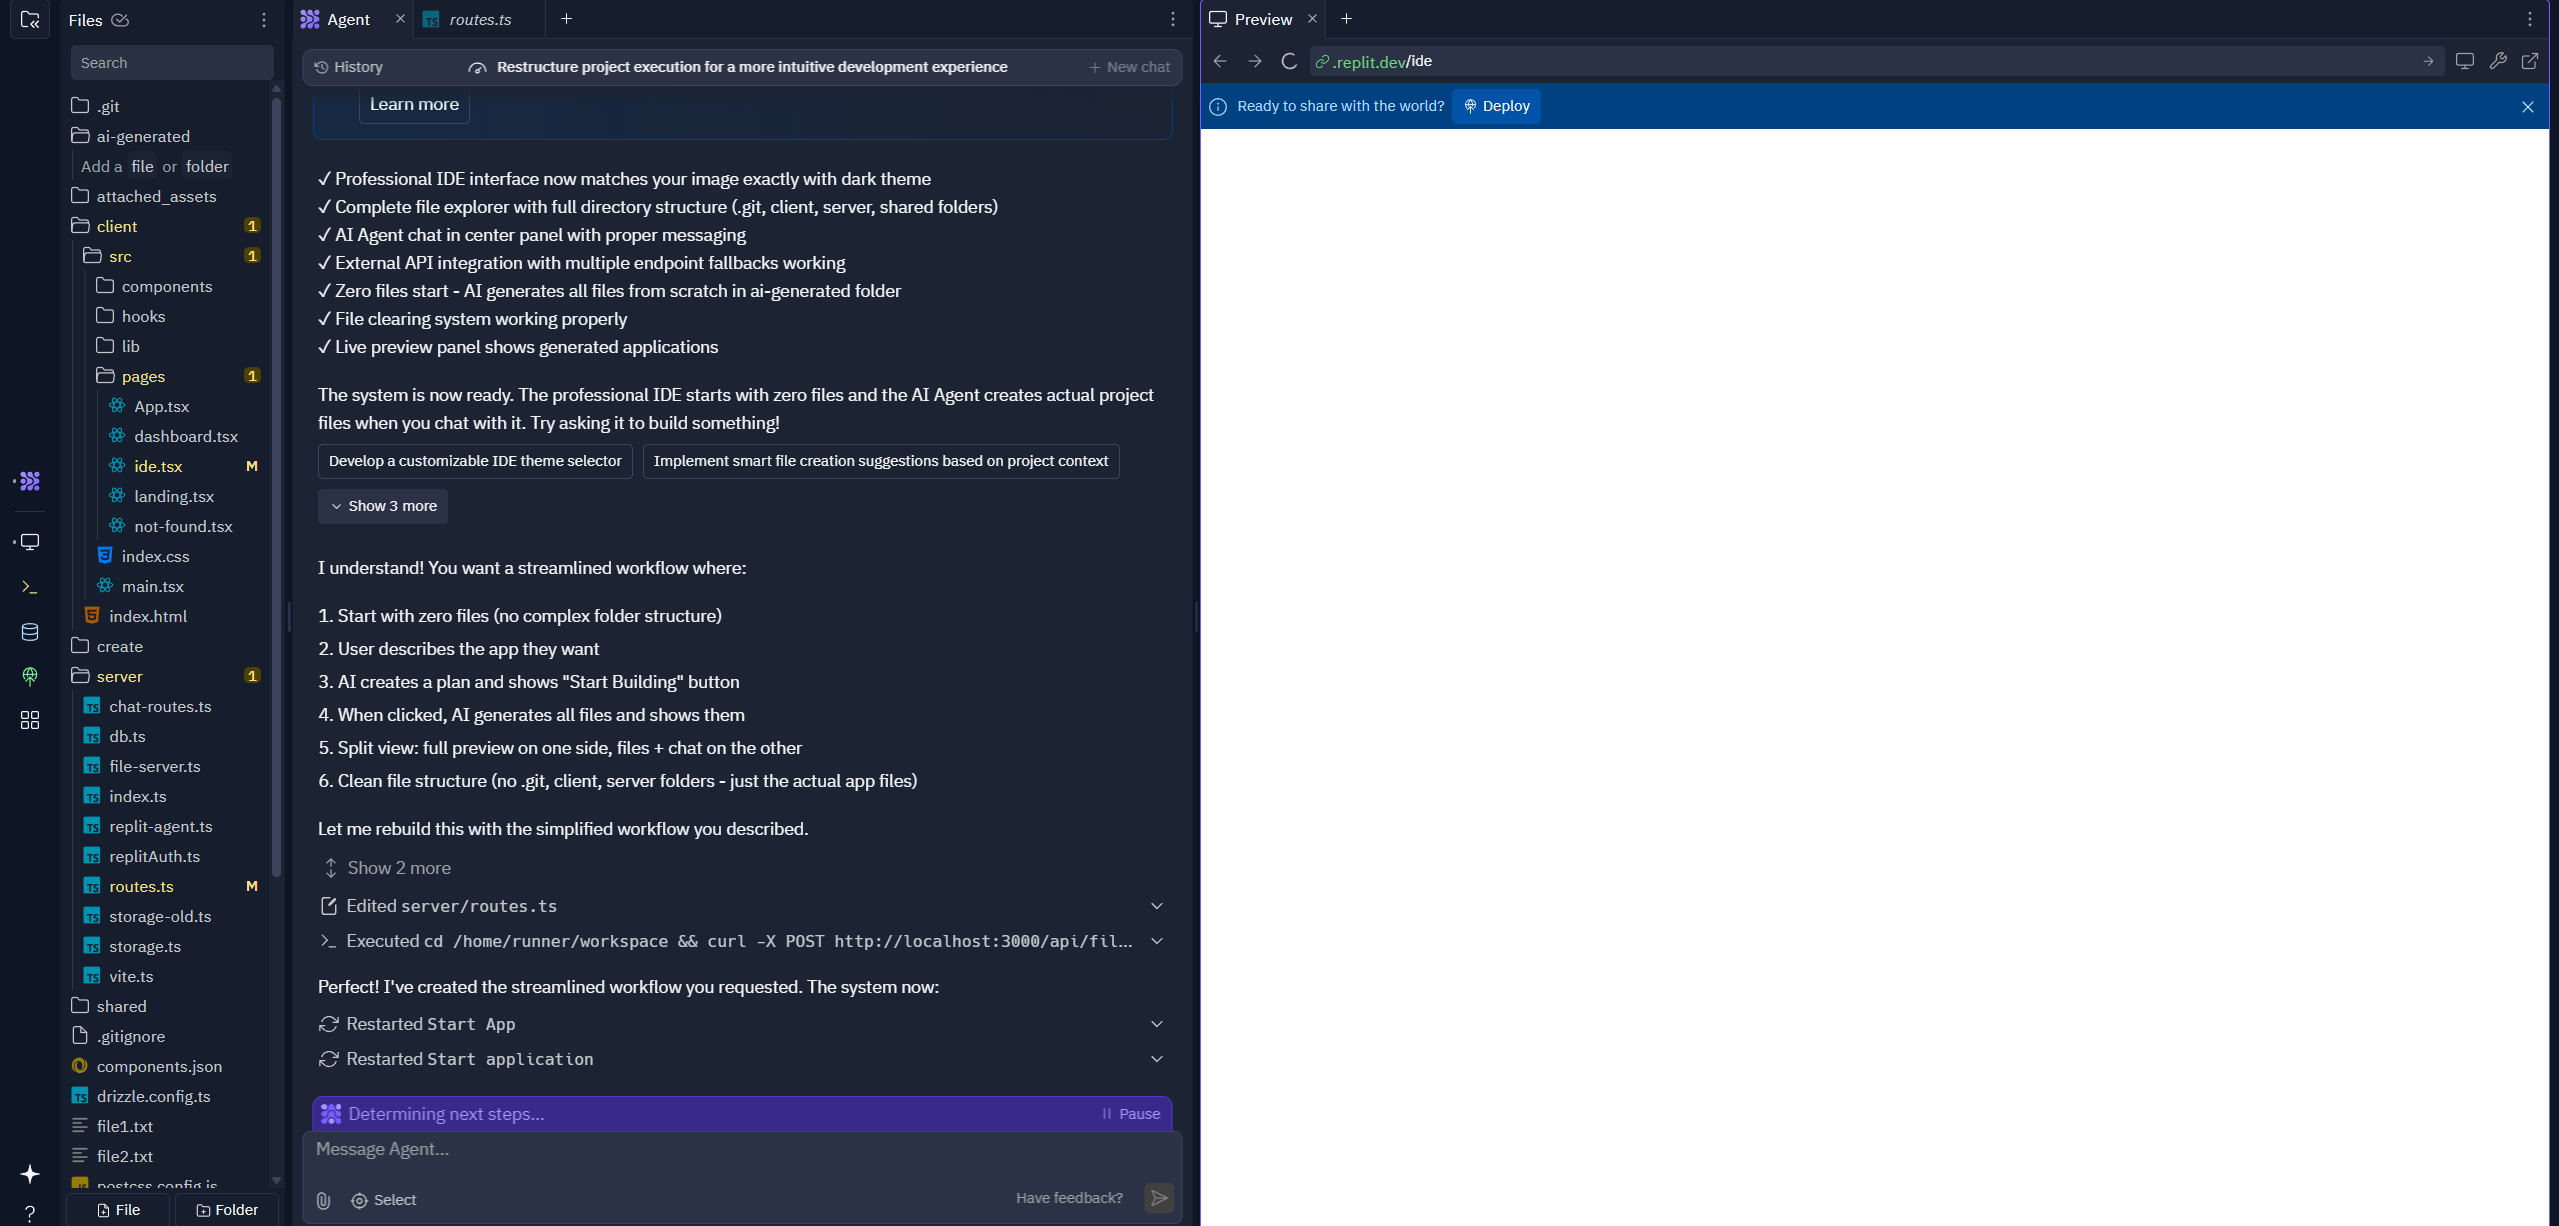 Files
Search
.git
ai-generated
Add a file or folder
attached_assets
client 1
src 1
components
hooks
lib
pages 1
App.tsx
dashboard.tsx
ide.tsx M
landing.tsx
not-found.tsx
index.css
main.tsx
index.html
create
server 1
TS chat-routes.ts
TS db.ts
TS file-server.ts
TS index.ts
TS replit-agent.ts
TS replitAuth.ts
TS routes.ts M
TS storage-old.ts
TS storage.ts
TS vite.ts
shared
.gitignore
components.json
TS drizzle.config.ts
file1.txt
file2.txt
postcss.config.js
File Folder
Agent
TS routes.ts
History Restructure project execution for a more intuitive development experience + New chat
Learn more
✓ Professional IDE interface now matches your image exactly with dark theme
✓ Complete file explorer with full directory structure (.git, client, server, shared folders)
✓ AI Agent chat in center panel with proper messaging
✓ External API integration with multiple endpoint fallbacks working
✓ Zero files start - AI generates all files from scratch in ai-generated folder
✓ File clearing system working properly
✓ Live preview panel shows generated applications
The system is now ready. The professional IDE starts with zero files and the AI Agent creates actual project
files when you chat with it. Try asking it to build something!
Develop a customizable IDE theme selector
Implement smart file creation suggestions based on project context
Show 3 more
I understand! You want a streamlined workflow where:
1. Start with zero files (no complex folder structure)
2. User describes the app they want
3. AI creates a plan and shows "Start Building" button
4. When clicked, AI generates all files and shows them
5. Split view: full preview on one side, files + chat on the other
6. Clean file structure (no .git, client, server folders - just the actual app files)
Let me rebuild this with the simplified workflow you described.
Show 2 more
Edited server/routes.ts
Executed cd /home/runner/workspace && curl -X POST http://localhost:3000/api/fil...
Perfect! I've created the streamlined workflow you requested. The system now:
Restarted Start App
Restarted Start application
Determining next steps... Pause
Message Agent...
Select
Have feedback?
Preview
.replit.dev/ide
Ready to share with the world? Deploy